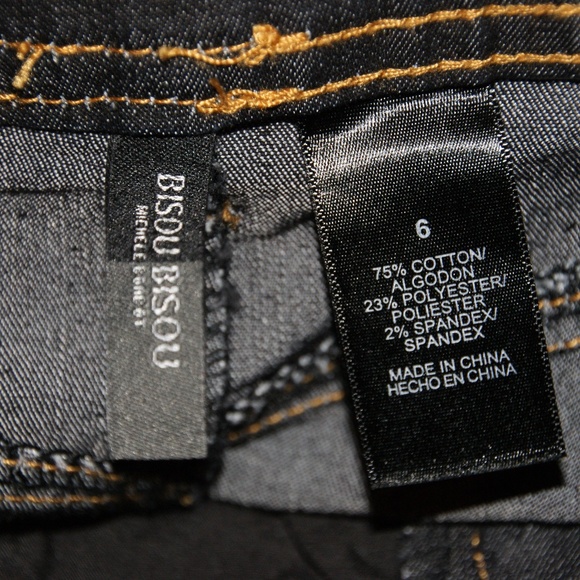 BISOU BISOU
MICHELE BOHBOT
6
75% COTTON/
ALGODON
23% POLYESTER/
POLIESTER
2% SPANDEX/
SPANDEX
MADE IN CHINA
HECHO EN CHINA